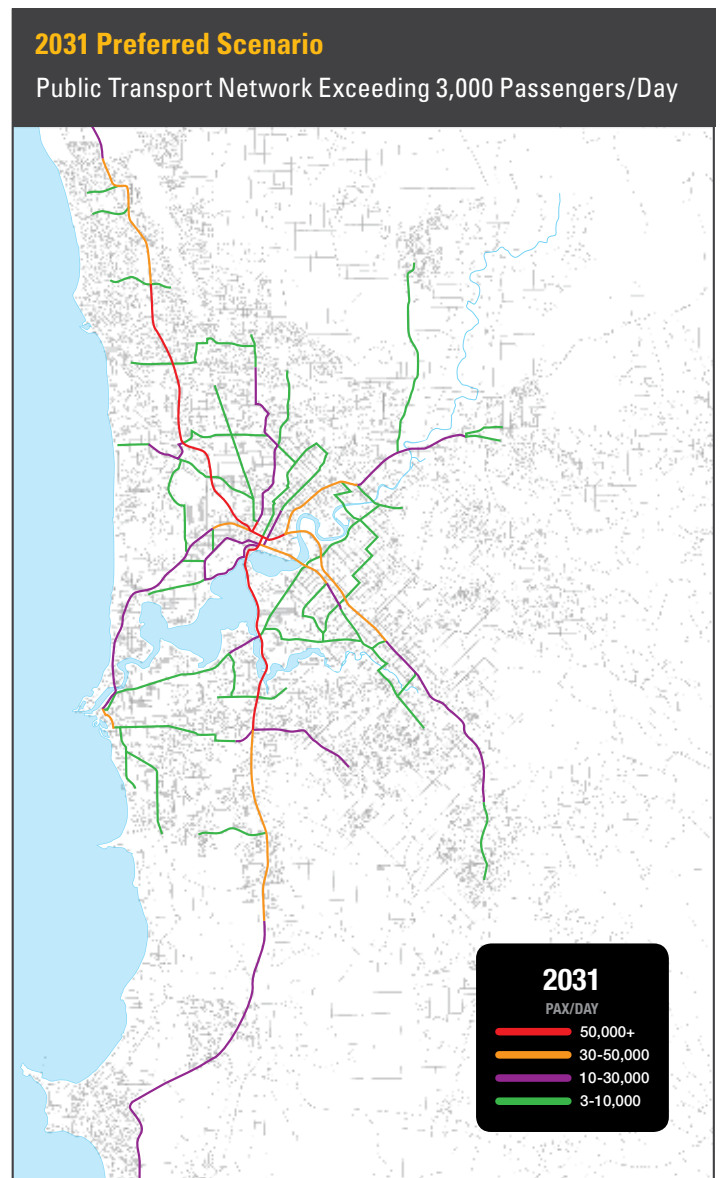 2031 Preferred Scenario
Public Transport Network Exceeding 3,000 Passengers/Day
2031
PAX/DAY
50,000+
30-50,000
10-30,000
3-10,000